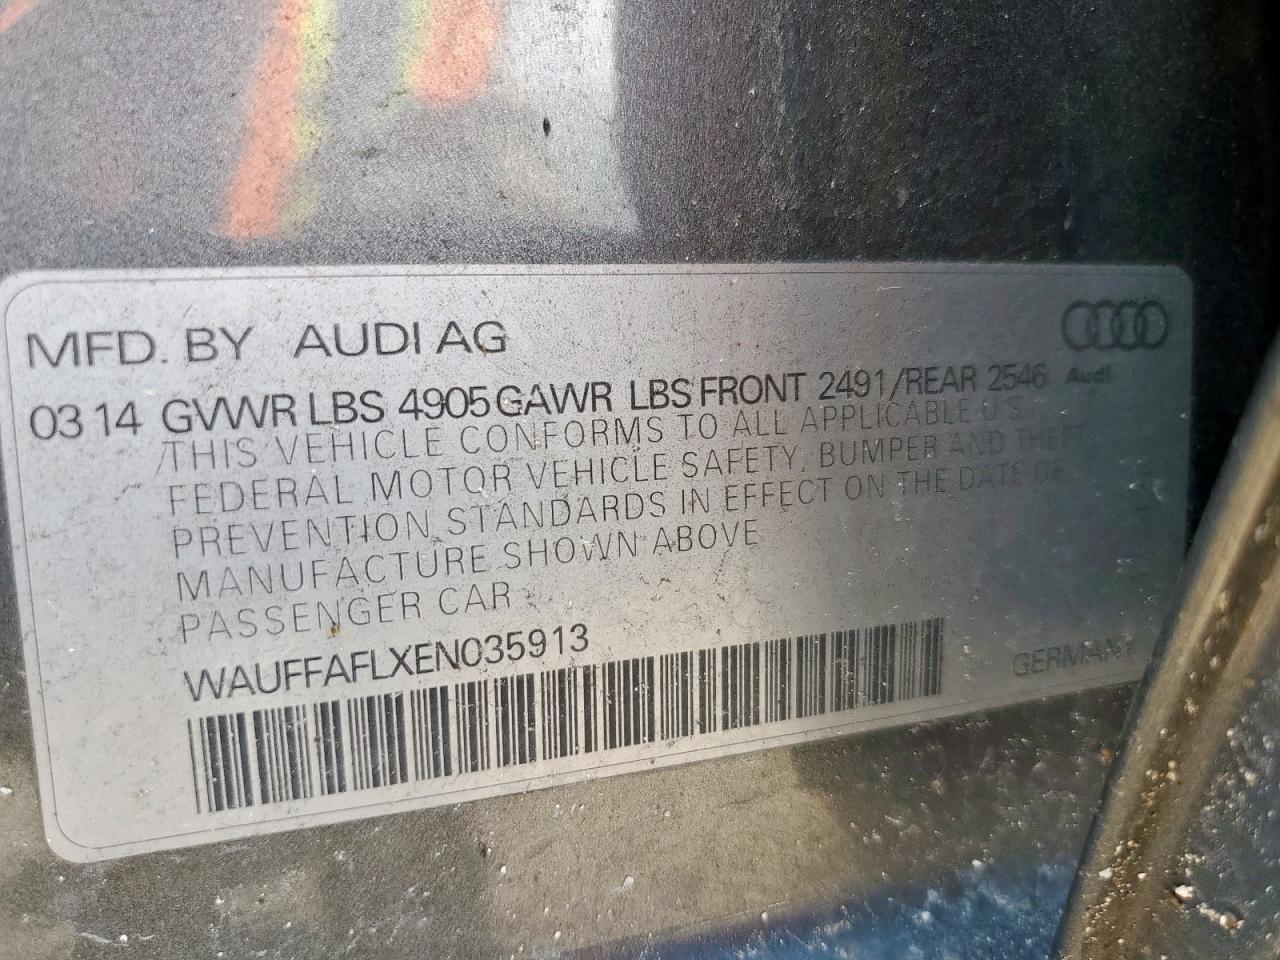 MFD. BY AUDI AG
03 14 GVWR LBS 4905 GAWR LBS FRONT 2491/REAR 2546
Audi
THIS VEHICLE CONFORMS TO ALL APPLICABLE U S
FEDERAL MOTOR VEHICLE SAFETY, BUMPER AND THEFT
PREVENTION STANDARDS IN EFFECT ON THE DATE OF
MANUFACTURE SHOWN ABOVE
PASSENGER CAR
WAUFFAFLXEN035913
GERMANY